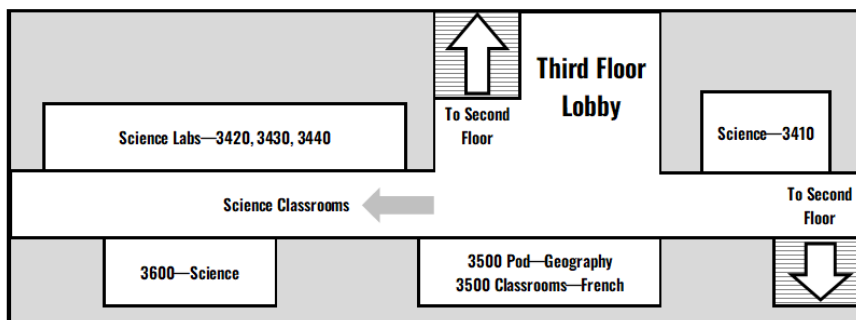 Third Floor
Lobby
To Second
Floor
Science Labs—3420, 3430, 3440
Science—3410
Science Classrooms
To Second
Floor
3600—Science
3500 Pod—Geography
3500 Classrooms—French